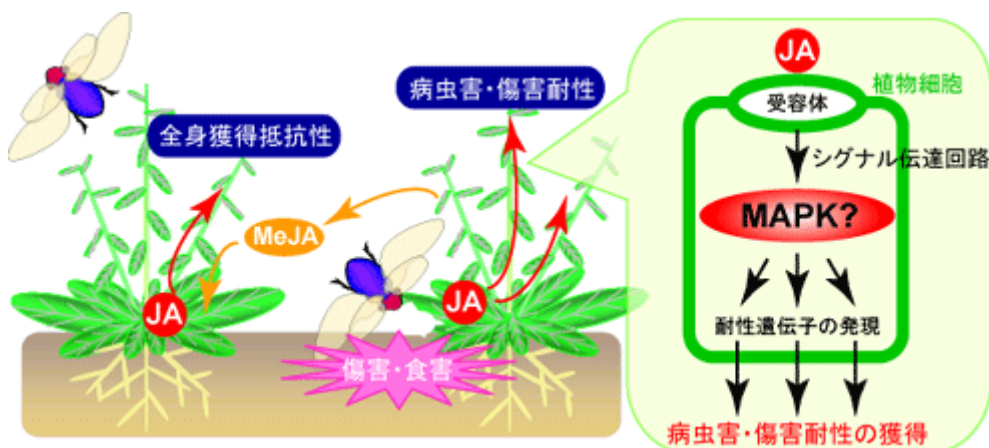 全身獲得抵抗性
MeJA
JA
病虫害・傷害耐性
JA
傷害・食害
JA
植物細胞
受容体
シグナル伝達回路
MAPK?
耐性遺伝子の発現
病虫害・傷害耐性の獲得